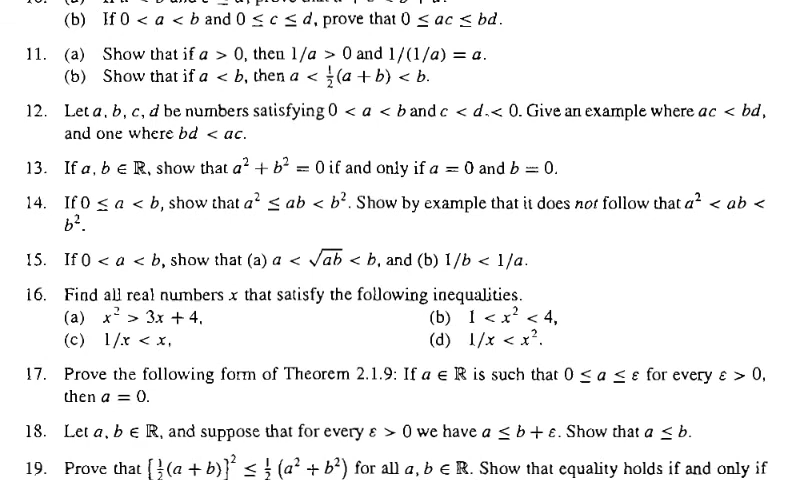 (b) If 0 < a < b and 0 ≤ c ≤ d, prove that 0 ≤ ac ≤ bd.
11. (a) Show that if a > 0, then 1/a > 0 and 1/(1/a) = a.
(b) Show that if a < b, then a < ½(a + b) < b.
12. Let a, b, c, d be numbers satisfying 0 < a < b and c < d < 0. Give an example where ac < bd,
and one where bd < ac.
13. If a, b ∈ ℝ, show that a² + b² = 0 if and only if a = 0 and b = 0.
14. If 0 ≤ a < b, show that a² ≤ ab < b². Show by example that it does not follow that a² < ab <
b².
15. If 0 < a < b, show that (a) a < √ab < b, and (b) 1/b < 1/a.
16. Find all real numbers x that satisfy the following inequalities.
(a) x² > 3x + 4, (b) 1 < x² < 4,
(c) 1/x < x, (d) 1/x < x².
17. Prove the following form of Theorem 2.1.9: If a ∈ ℝ is such that 0 ≤ a ≤ ε for every ε > 0,
then a = 0.
18. Let a, b ∈ ℝ, and suppose that for every ε > 0 we have a ≤ b + ε. Show that a ≤ b.
19. Prove that [½(a + b)]² ≤ ½ (a² + b²) for all a, b ∈ ℝ. Show that equality holds if and only if